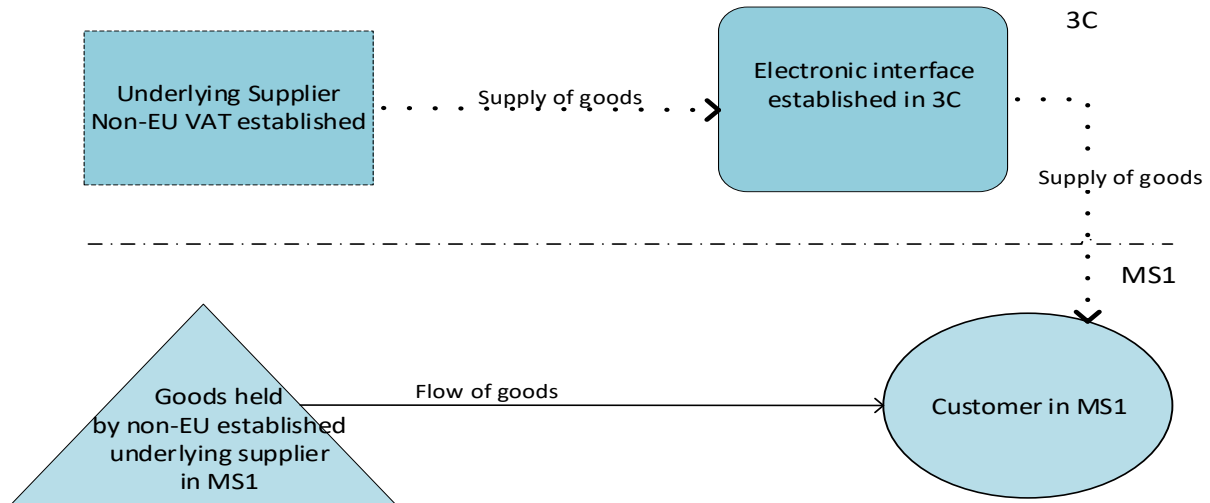 3C
Underlying Supplier
Non-EU VAT established
Supply of goods
Electronic interface
established in 3C
Supply of goods
MS1
Goods held
by non-EU established
underlying supplier
in MS1
Flow of goods
Customer in MS1